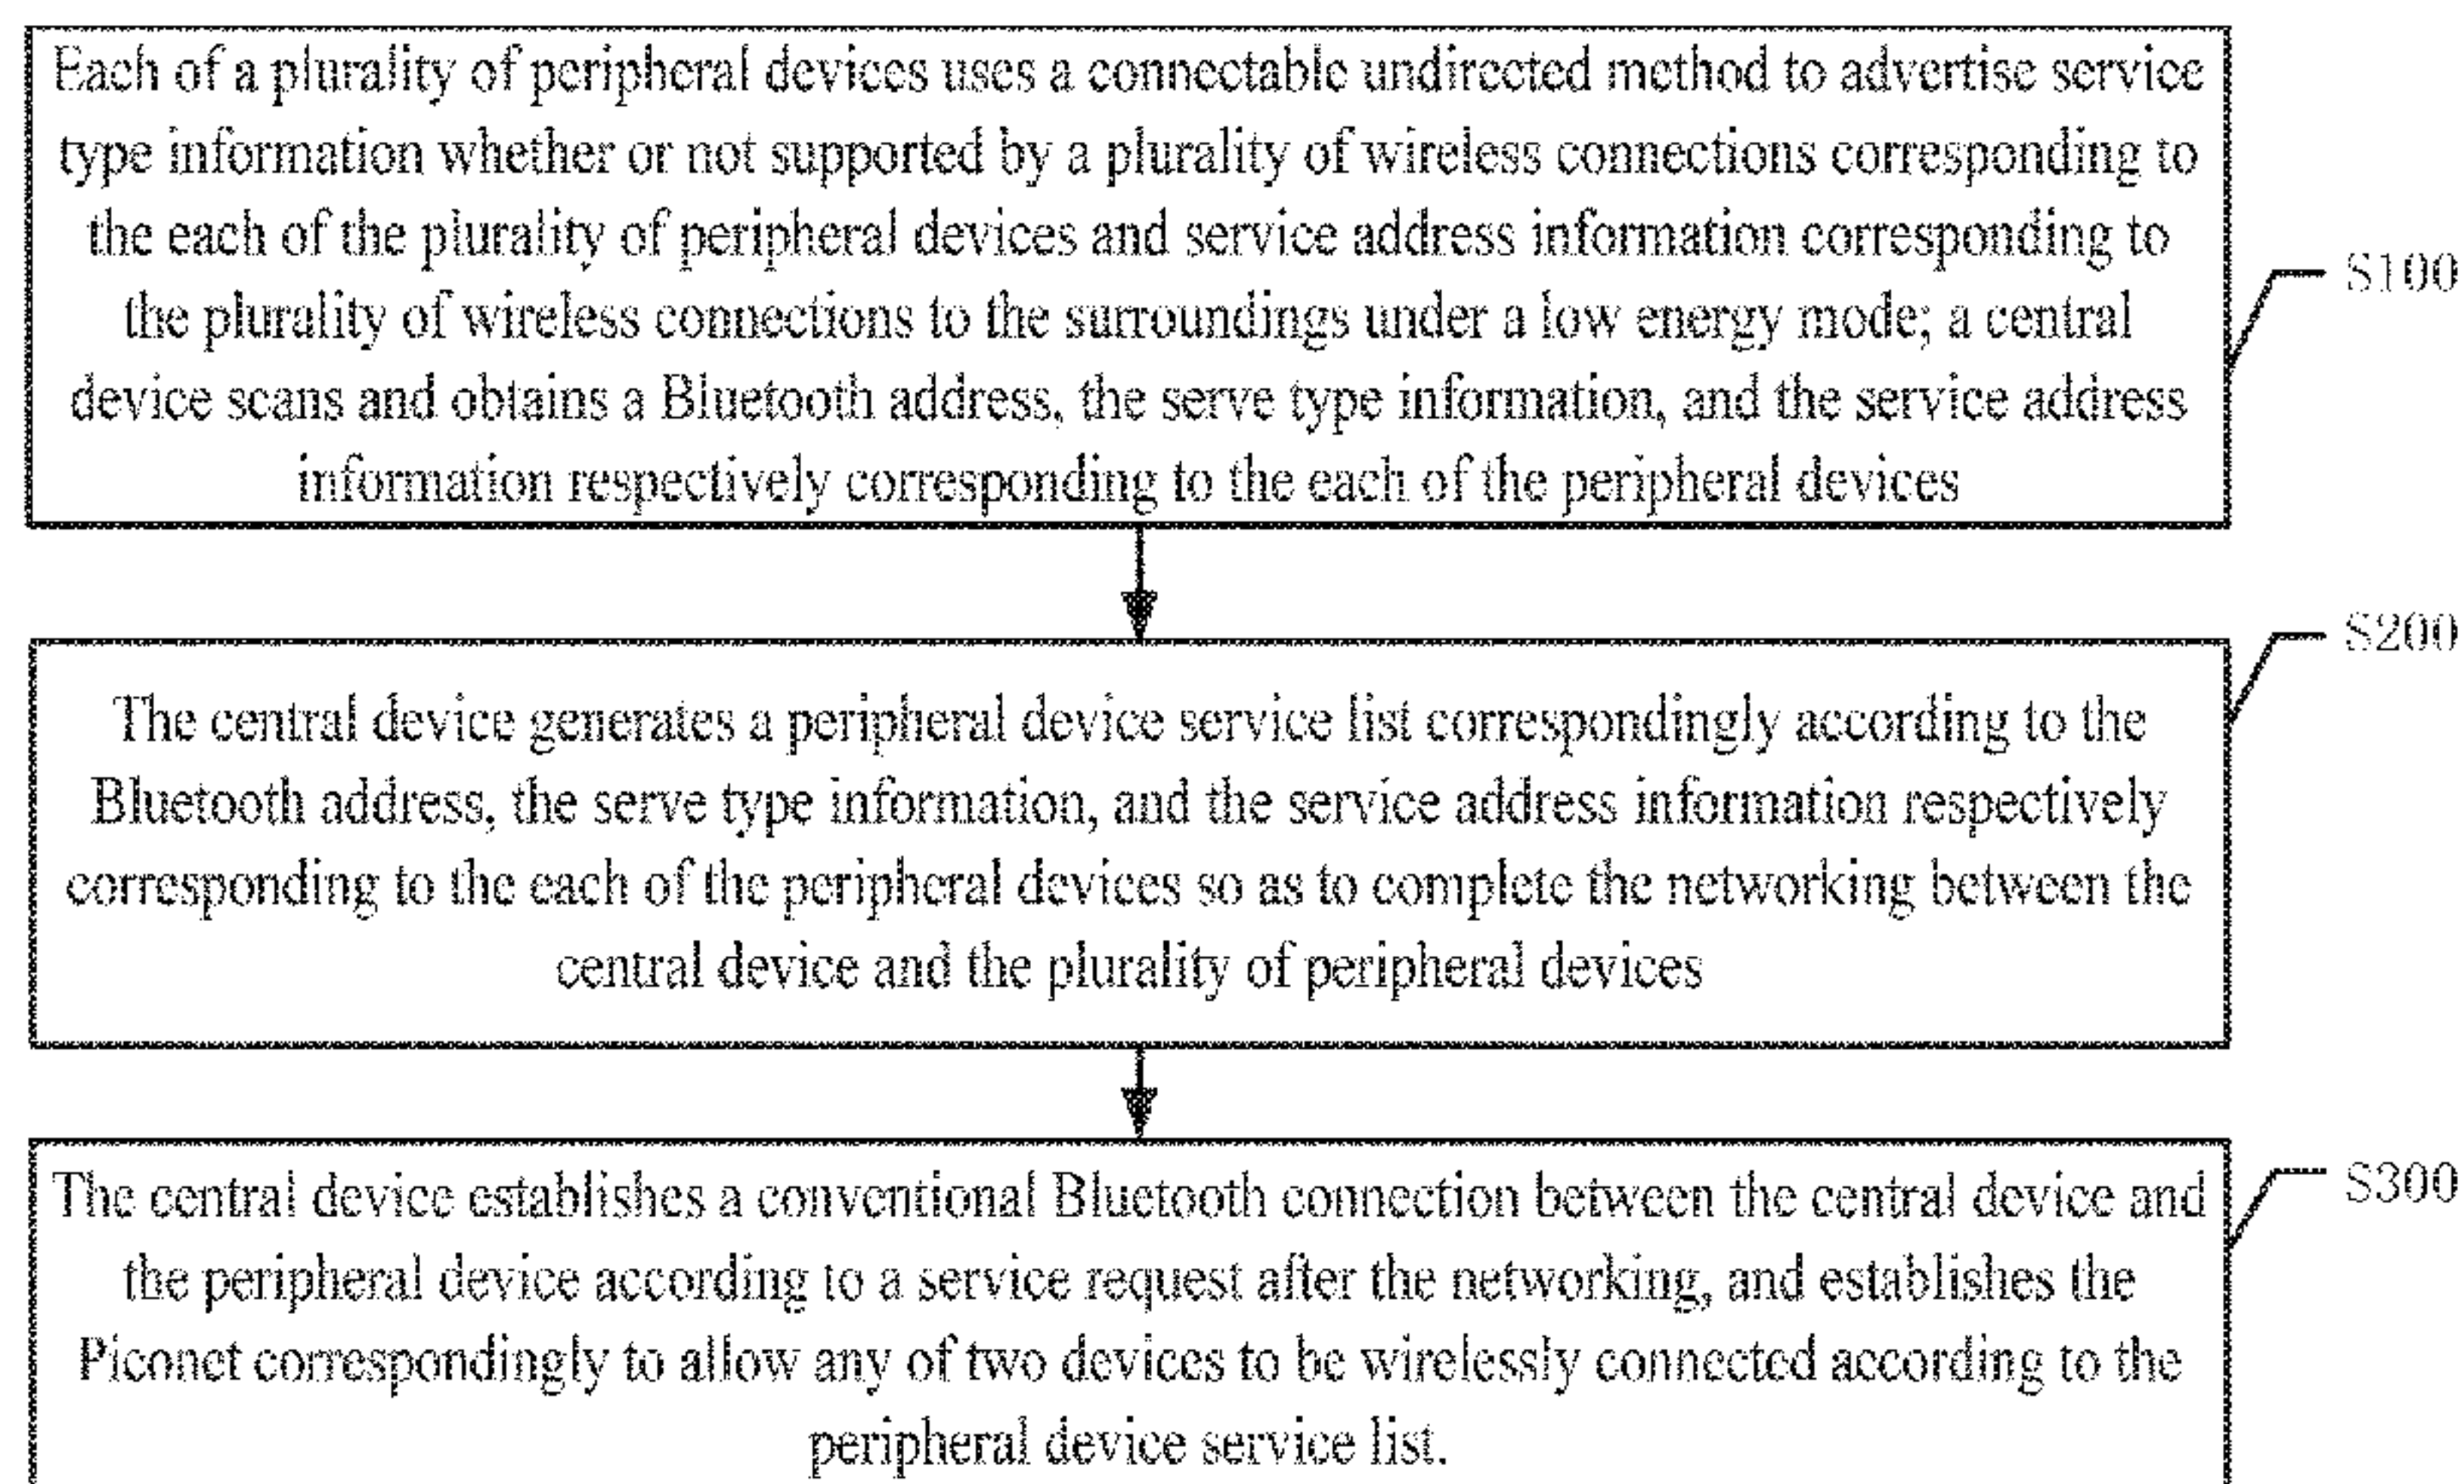 Each of a plurality of peripheral devices uses a connectable undirected method to advertise service
type information whether or not supported by a plurality of wireless connections corresponding to
the each of the plurality of peripheral devices and service address information corresponding to
the plurality of wireless connections to the surroundings under a low energy mode; a central
device scans and obtains a Bluetooth address, the serve type information, and the service address
information respectively corresponding to the each of the peripheral devices
S100
The central device generates a peripheral device service list correspondingly according to the
Bluetooth address, the serve type information, and the service address information respectively
corresponding to the each of the peripheral devices so as to complete the networking between the
central device and the plurality of peripheral devices
S200
The central device establishes a conventional Bluetooth connection between the central device and
the peripheral device according to a service request after the networking, and establishes the
Piconet correspondingly to allow any of two devices to be wirelessly connected according to the
peripheral device service list.
S300